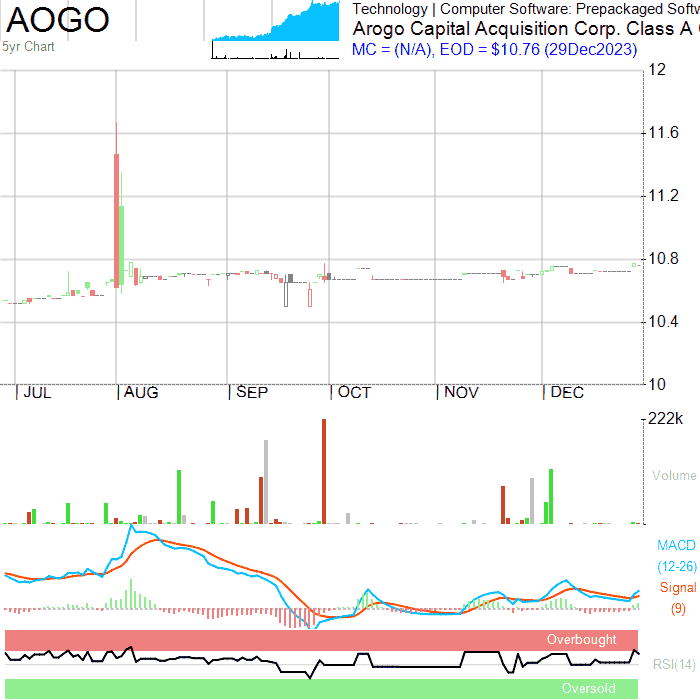 AOGO
5yr Chart
Technology | Computer Software: Prepackaged Softw
Arogo Capital Acquisition Corp. Class A
MC = (N/A), EOD = $10.76 (29Dec2023)
12
11.6
11.2
10.8
10.4
10
JUL AUG SEP OCT NOV DEC
222k
Volume
MACD
(12-26)
Signal
(9)
Overbought
RSI(14)
Oversold